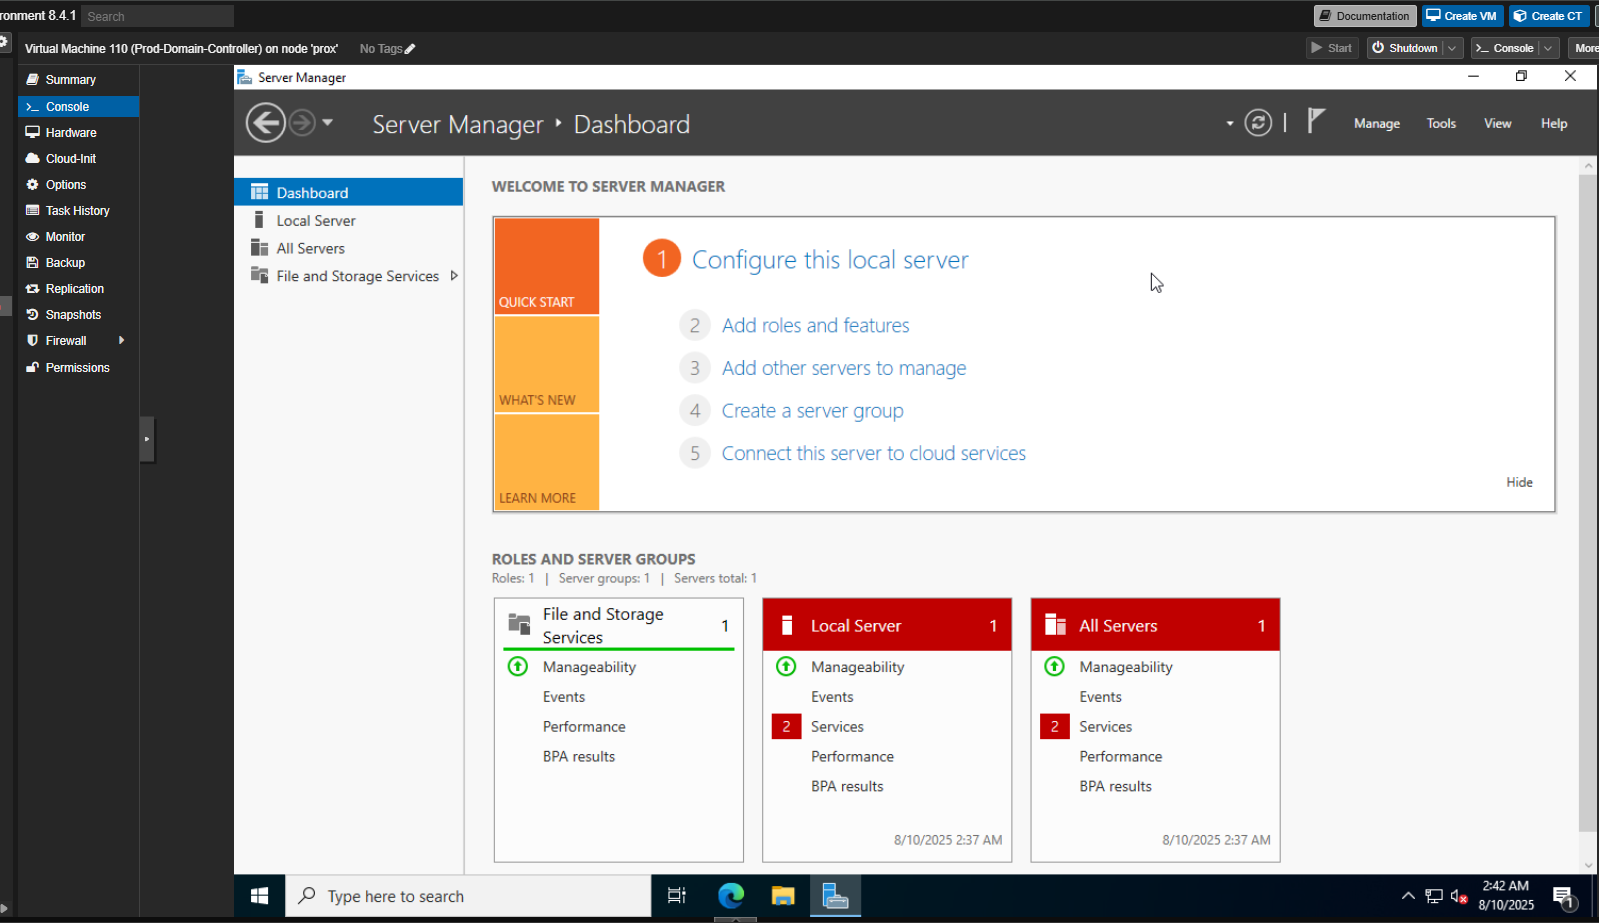 ronment 8.4.1 Search Documentation Create VM Create CT
Virtual Machine 110 (Prod-Domain-Controller) on node 'prox' No Tags Start Shutdown Console More
Summary
Console
Hardware
Cloud-Init
Options
Task History
Monitor
Backup
Replication
Snapshots
Firewall
Permissions
Server Manager
Server Manager Dashboard Manage Tools View Help
Dashboard
Local Server
All Servers
File and Storage Services
WELCOME TO SERVER MANAGER
QUICK START
WHAT'S NEW
LEARN MORE
1 Configure this local server
2 Add roles and features
3 Add other servers to manage
4 Create a server group
5 Connect this server to cloud services
Hide
ROLES AND SERVER GROUPS
Roles: 1 | Server groups: 1 | Servers total: 1
File and Storage
Services 1
Manageability
Events
Performance
BPA results
Local Server 1
Manageability
Events
2 Services
Performance
BPA results
8/10/2025 2:37 AM
All Servers 1
Manageability
Events
2 Services
Performance
BPA results
8/10/2025 2:37 AM
Type here to search
2:42 AM
8/10/2025
1